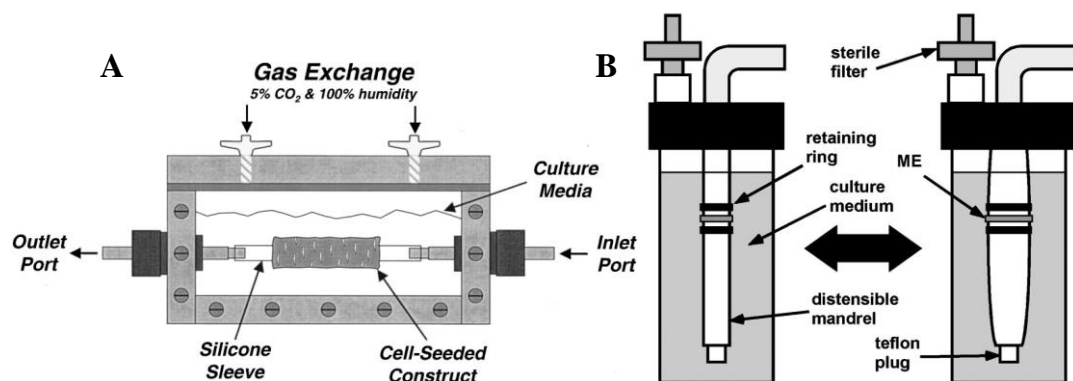 A
Gas Exchange
5% CO₂ & 100% humidity
Culture
Media
Outlet
Port
Inlet
Port
Silicone
Sleeve
Cell-Seeded
Construct
B
sterile
filter
retaining
ring
ME
culture
medium
distensible
mandrel
teflon
plug